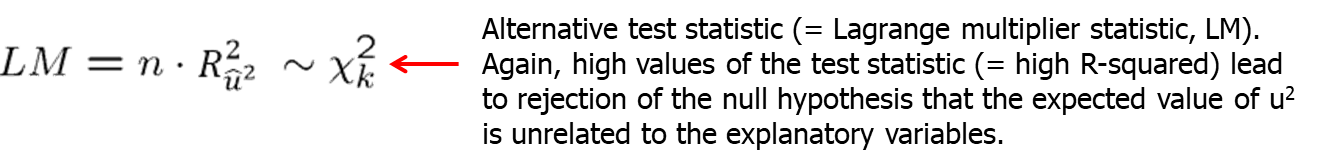 LM = n · R²_û² ~ χ²_k
Alternative test statistic (= Lagrange multiplier statistic, LM).
Again, high values of the test statistic (= high R-squared) lead
to rejection of the null hypothesis that the expected value of u²
is unrelated to the explanatory variables.